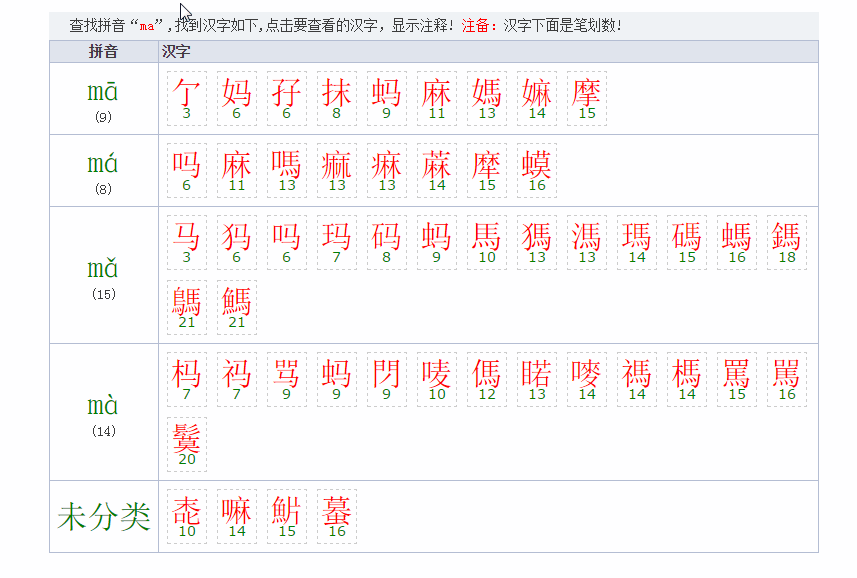 查找拼音“ma”,找到汉字如下,点击要查看的汉字，显示注释！注备：汉字下面是笔划数！
拼音 汉字
mā
(9)
亇 妈 孖 抹 蚂 麻 媽 嫲 摩
3 6 6 8 9 11 13 14 15
má
(8)
吗 麻 嗎 痲 痳 蔴 犘 蟆
6 11 13 13 13 14 15 16
mǎ
(15)
马 犸 吗 玛 码 蚂 馬 獁 溤 瑪 碼 螞 鎷
3 6 6 7 8 9 10 13 13 14 15 16 18
鷌 鰢
21 21
mà
(14)
杩 祃 骂 蚂 閁 唛 傌 睰 嘜 禡 榪 罵 駡
7 7 9 9 9 10 12 13 14 14 14 15 16
鬕
20
未分类
嘛 魸 蟇
10 14 15 16